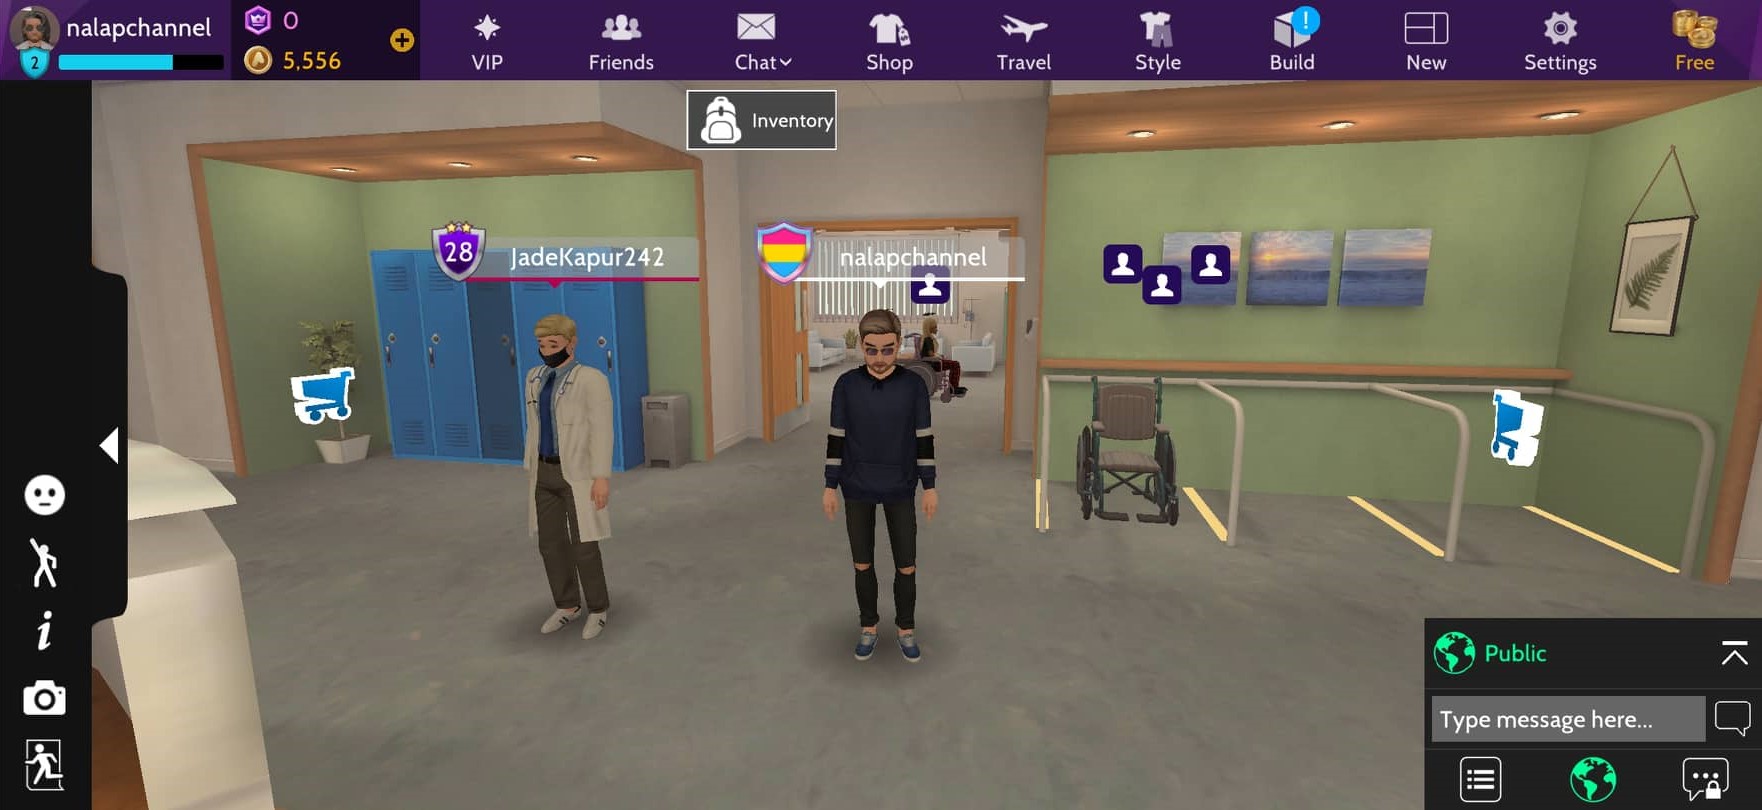 nalapchannel
2
0
5,556
VIP
Friends
Chat
Shop
Travel
Style
!
Build
New
Settings
Free
Inventory
28
JadeKapur242
nalapchannel
Public
Type message here...